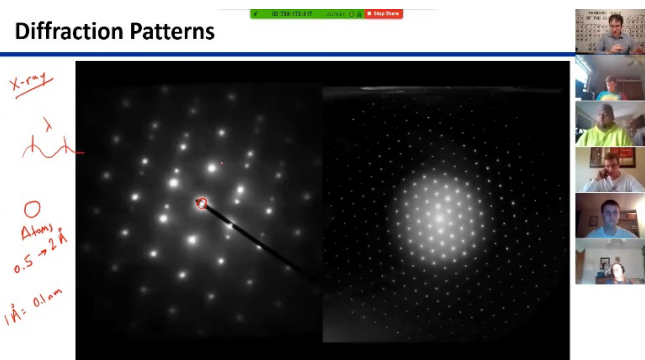 Diffraction Patterns
Stop Share
X-ray
λ
Atoms
0.5 → 2 Å
1 Å = 0.1 nm